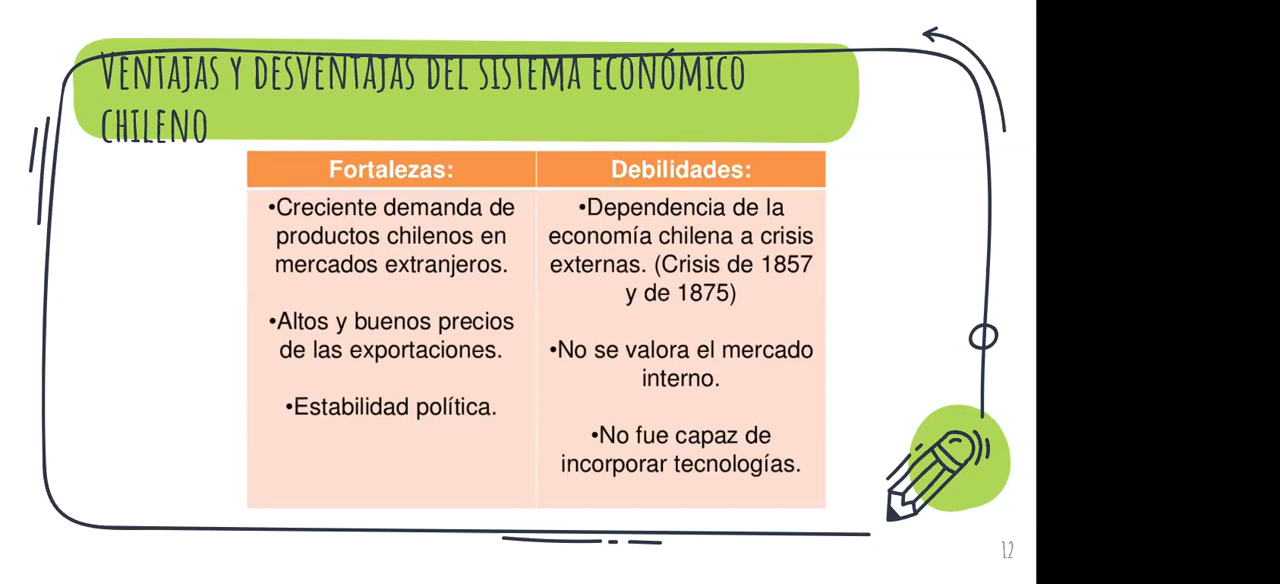 VENTAJAS Y DESVENTAJAS DEL SISTEMA ECONÓMICO
CHILENO
Fortalezas:
•Creciente demanda de
productos chilenos en
mercados extranjeros.
•Altos y buenos precios
de las exportaciones.
•Estabilidad política.
Debilidades:
•Dependencia de la
economía chilena a crisis
externas. (Crisis de 1857
y de 1875)
•No se valora el mercado
interno.
•No fue capaz de
incorporar tecnologías.
12